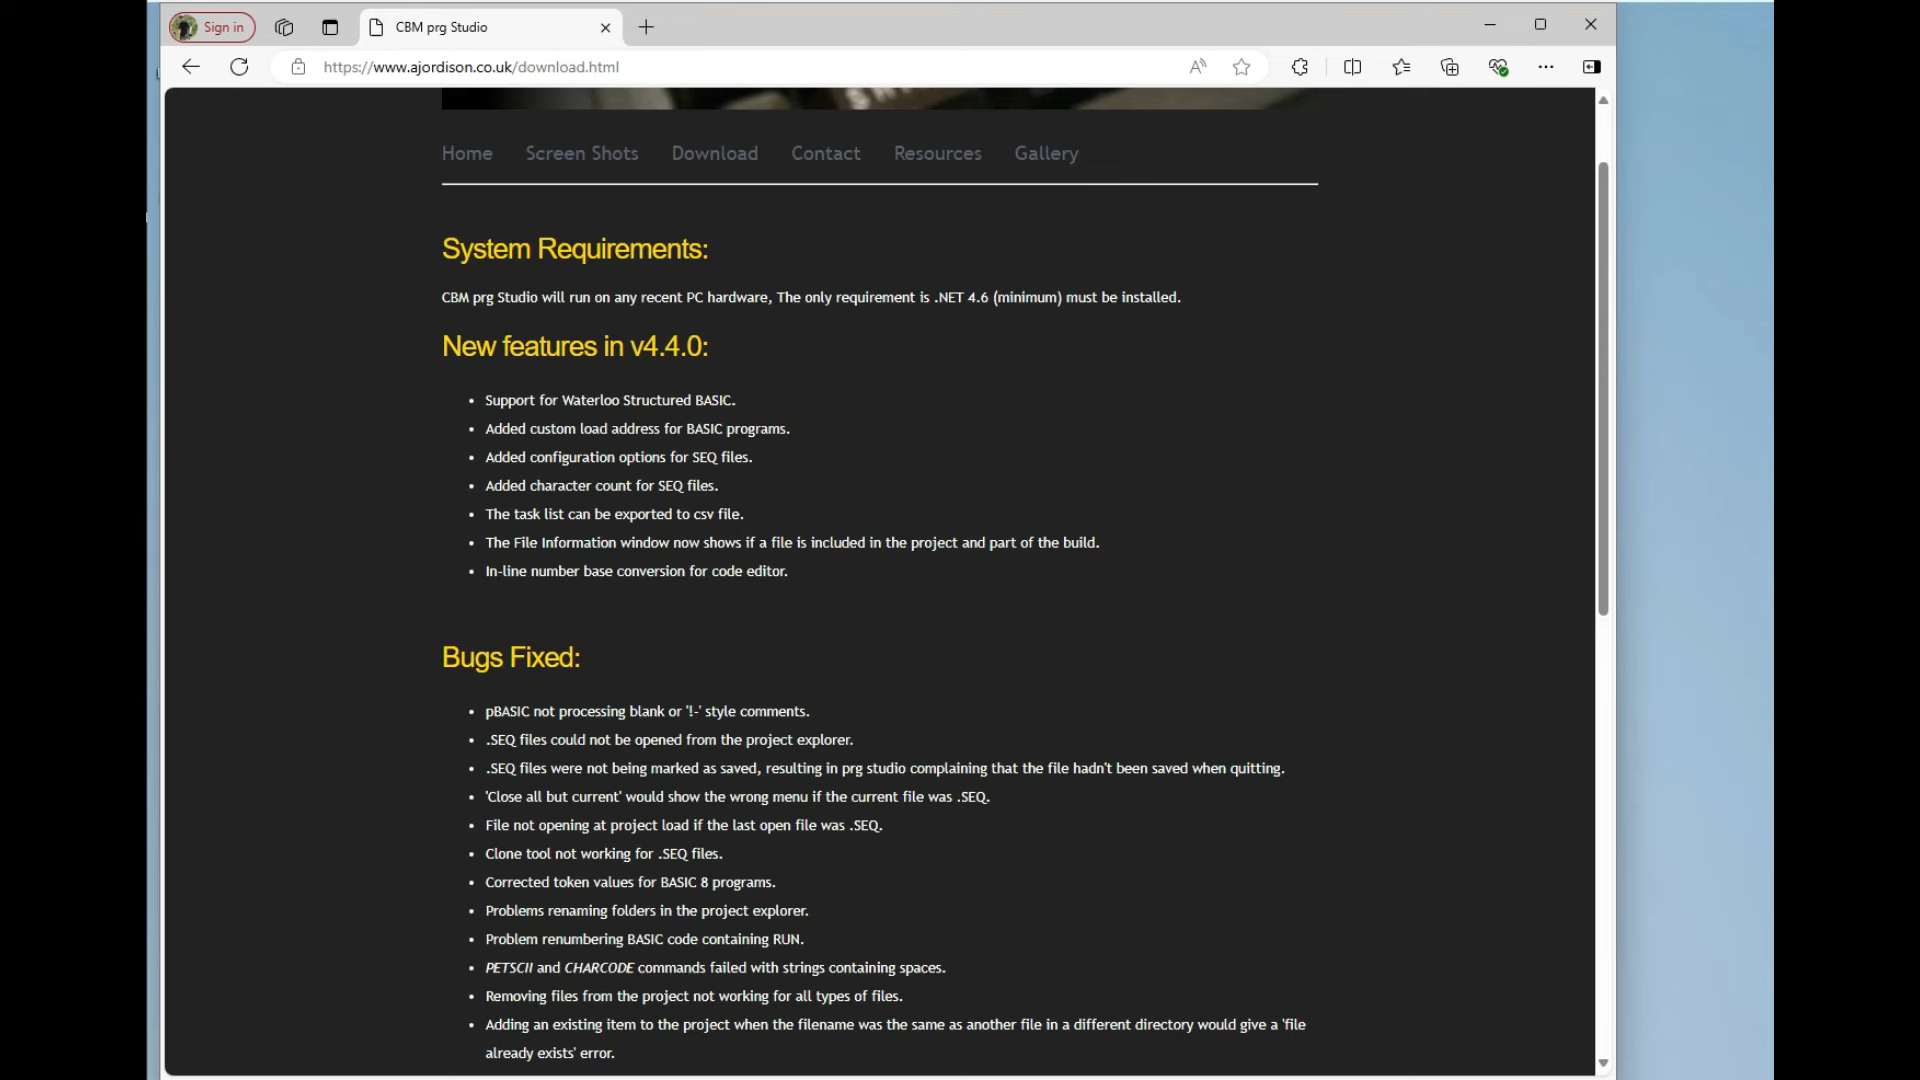 Sign in
CBM prg Studio
https://www.ajordison.co.uk/download.html
SH
Home Screen Shots Download Contact Resources Gallery
System Requirements:
CBM prg Studio will run on any recent PC hardware, The only requirement is .NET 4.6 (minimum) must be installed.
New features in v4.4.0:
• Support for Waterloo Structured BASIC.
• Added custom load address for BASIC programs.
• Added configuration options for SEQ files.
• Added character count for SEQ files.
• The task list can be exported to csv file.
• The File Information window now shows if a file is included in the project and part of the build.
• In-line number base conversion for code editor.
Bugs Fixed:
• pBASIC not processing blank or '!-' style comments.
• .SEQ files could not be opened from the project explorer.
• .SEQ files were not being marked as saved, resulting in prg studio complaining that the file hadn't been saved when quitting.
• 'Close all but current' would show the wrong menu if the current file was .SEQ.
• File not opening at project load if the last open file was .SEQ.
• Clone tool not working for .SEQ files.
• Corrected token values for BASIC 8 programs.
• Problems renaming folders in the project explorer.
• Problem renumbering BASIC code containing RUN.
• PETSCII and CHARCODE commands failed with strings containing spaces.
• Removing files from the project not working for all types of files.
• Adding an existing item to the project when the filename was the same as another file in a different directory would give a 'file
already exists' error.